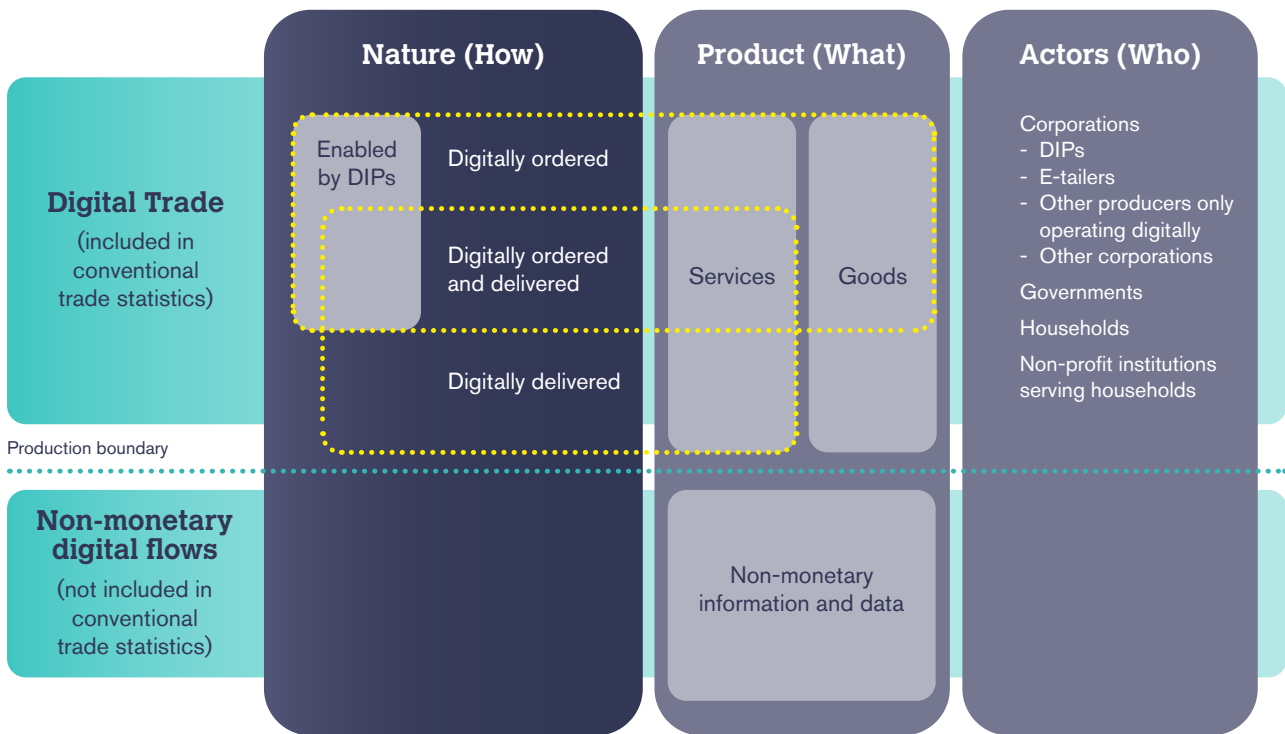 Nature (How)
Product (What)
Actors (Who)
Digital Trade
(included in
conventional
trade statistics)
Enabled
by DIPs
Digitally ordered
Digitally ordered
and delivered
Digitally delivered
Services
Goods
Corporations
- DIPs
- E-tailers
- Other producers only
operating digitally
- Other corporations
Governments
Households
Non-profit institutions
serving households
Production boundary
Non-monetary
digital flows
(not included in
conventional
trade statistics)
Non-monetary
information and data